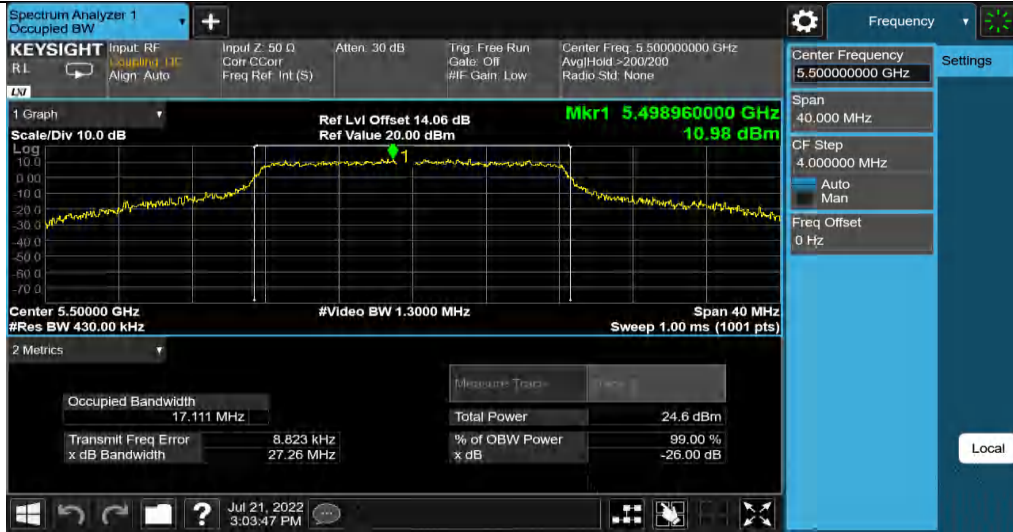 Spectrum Analyzer 1
Occupied BW
+
Frequency
KEYSIGHT
RL
LXI
Input: RF
Coupling: DC
Align: Auto
Input Z: 50 Ω
Corr CCorr
Freq Ref: Int (S)
Atten: 30 dB
Trig: Free Run
Gate: Off
#IF Gain: Low
Center Freq: 5.500000000 GHz
Avg|Hold >200/200
Radio Std: None
Center Frequency
5.500000000 GHz
Settings
Span
40.000 MHz
CF Step
4.000000 MHz
Auto
Man
Freq Offset
0 Hz
1 Graph
Scale/Div 10.0 dB
Ref Lvl Offset 14.06 dB
Ref Value 20.00 dBm
Mkr1 5.498960000 GHz
10.98 dBm
Log
10.0
0.00
-10.0
-20.0
-30.0
-40.0
-50.0
-60.0
-70.0
1
Center 5.50000 GHz
#Res BW 430.00 kHz
#Video BW 1.3000 MHz
Span 40 MHz
Sweep 1.00 ms (1001 pts)
2 Metrics
Measure Trace
Trace 1
Occupied Bandwidth
17.111 MHz
Total Power 24.6 dBm
Transmit Freq Error 8.823 kHz
% of OBW Power 99.00 %
x dB Bandwidth 27.26 MHz
x dB -26.00 dB
Local
?
Jul 21, 2022
3:03:47 PM